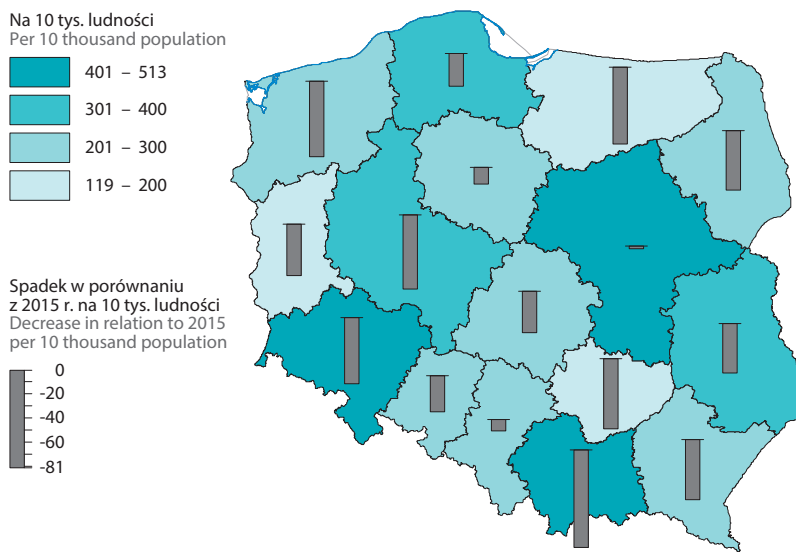 Na 10 tys. ludności
Per 10 thousand population
401 – 513
301 – 400
201 – 300
119 – 200
Spadek w porównaniu
z 2015 r. na 10 tys. ludności
Decrease in relation to 2015
per 10 thousand population
0
-20
-40
-60
-81